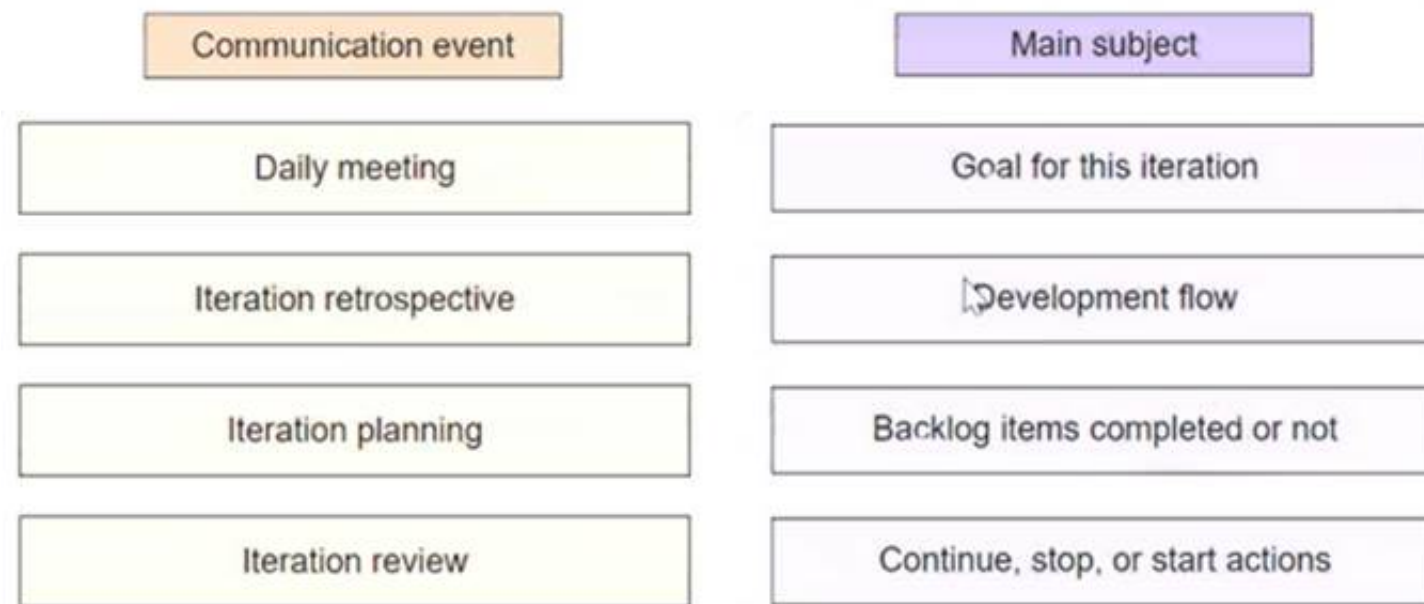 Communication event
Main subject
Daily meeting
Goal for this iteration
Iteration retrospective
Development flow
Iteration planning
Backlog items completed or not
Iteration review
Continue, stop, or start actions